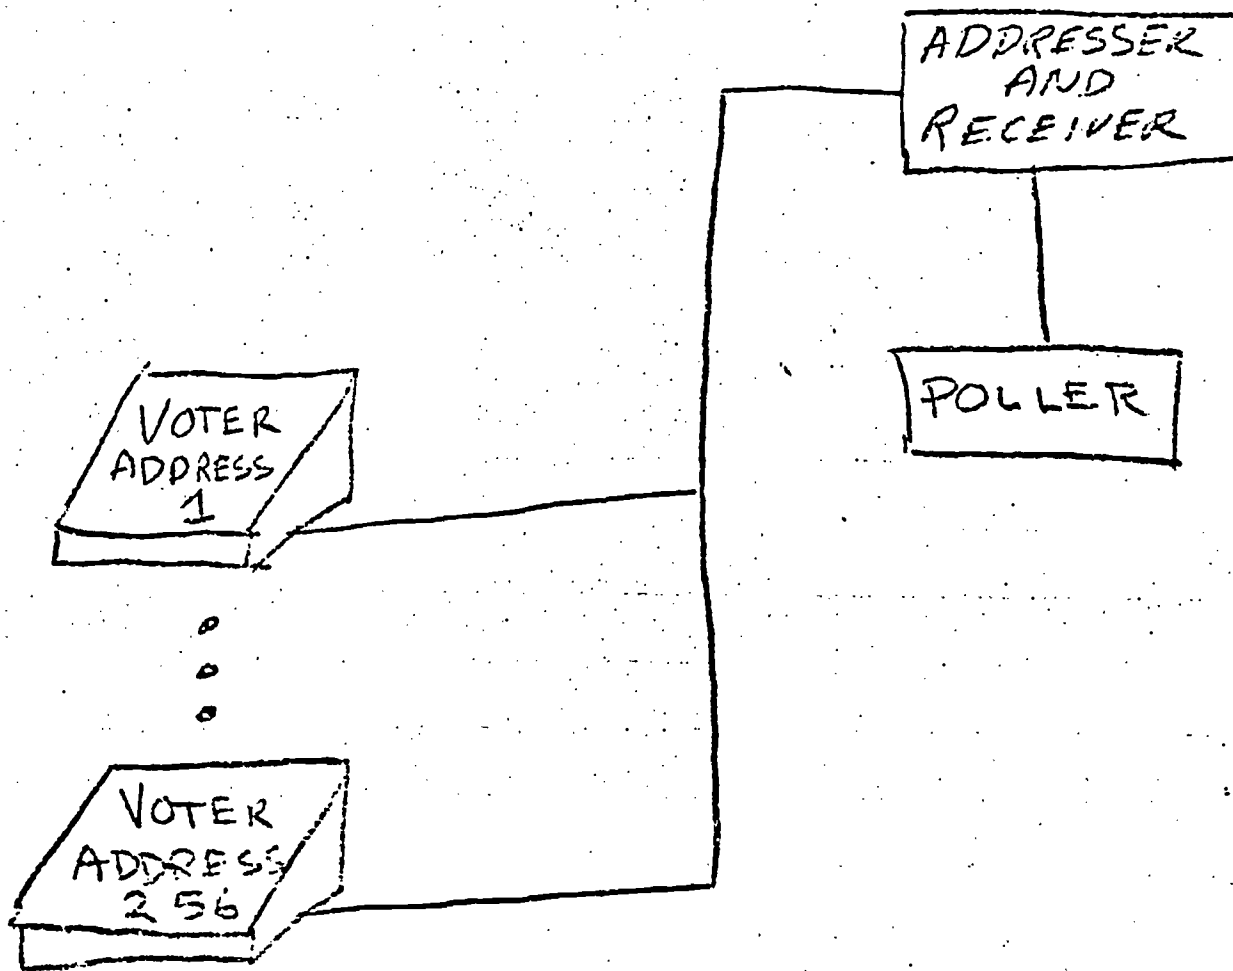 ADDRESSER
AND
RECEIVER
POLLER
VOTER
ADDRESS
1
VOTER
ADDRESS
256